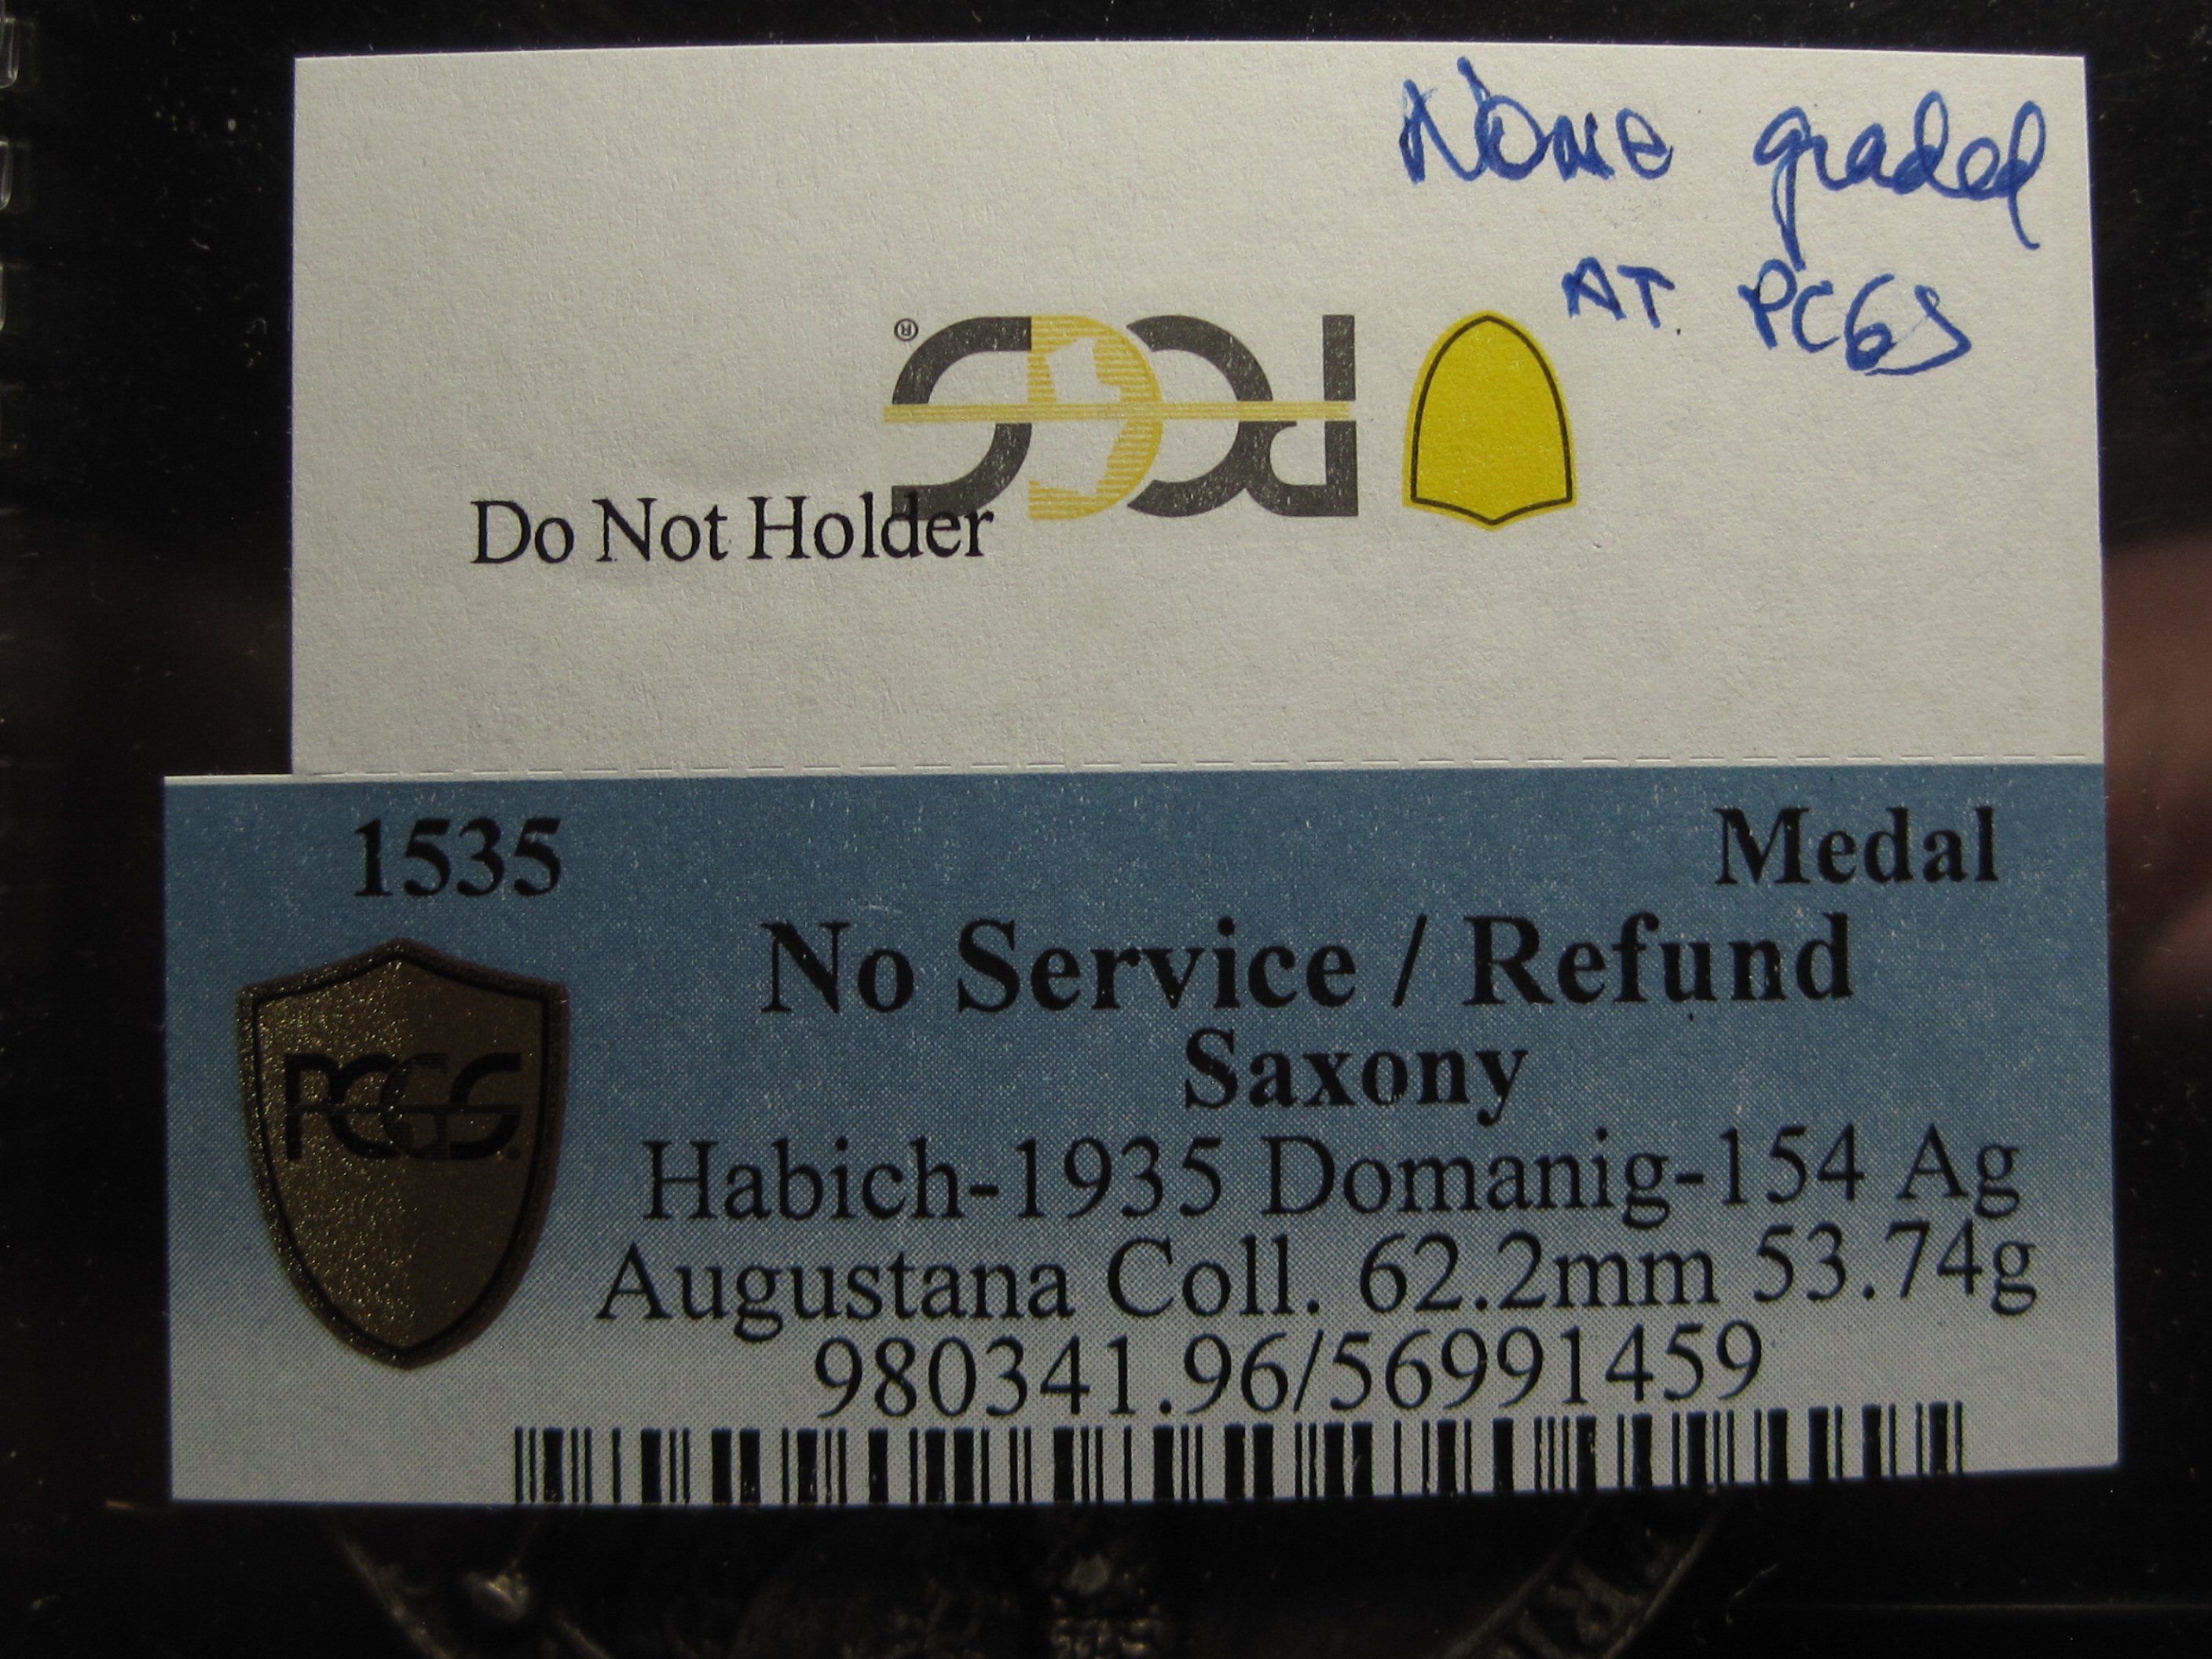 None graded
AT. PCGS
PCGS®
Do Not Holder
1535 Medal
No Service / Refund
Saxony
PCGS
Habich-1935 Domanig-154 Ag
Augustana Coll. 62.2mm 53.74g
980341.96/56991459